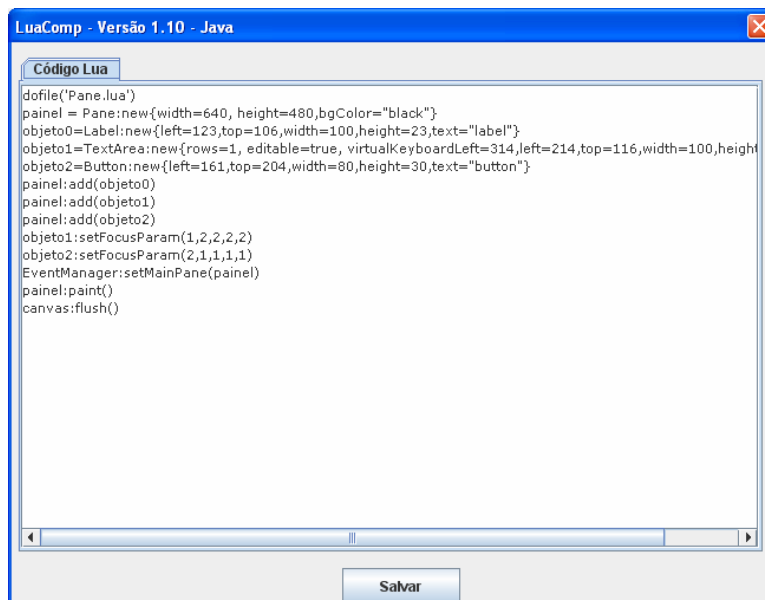 LuaComp - Versão 1.10 - Java
Código Lua
dofile('Pane.lua')
painel = Pane:new{width=640, height=480,bgColor="black"}
objeto0=Label:new{left=123,top=106,width=100,height=23,text="label"}
objeto1=TextArea:new{rows=1, editable=true, virtualKeyboardLeft=314,left=214,top=116,width=100,height
objeto2=Button:new{left=161,top=204,width=80,height=30,text="button"}
painel:add(objeto0)
painel:add(objeto1)
painel:add(objeto2)
objeto1:setFocusParam(1,2,2,2,2)
objeto2:setFocusParam(2,1,1,1,1)
EventManager:setMainPane(painel)
painel:paint()
canvas:flush()
Salvar